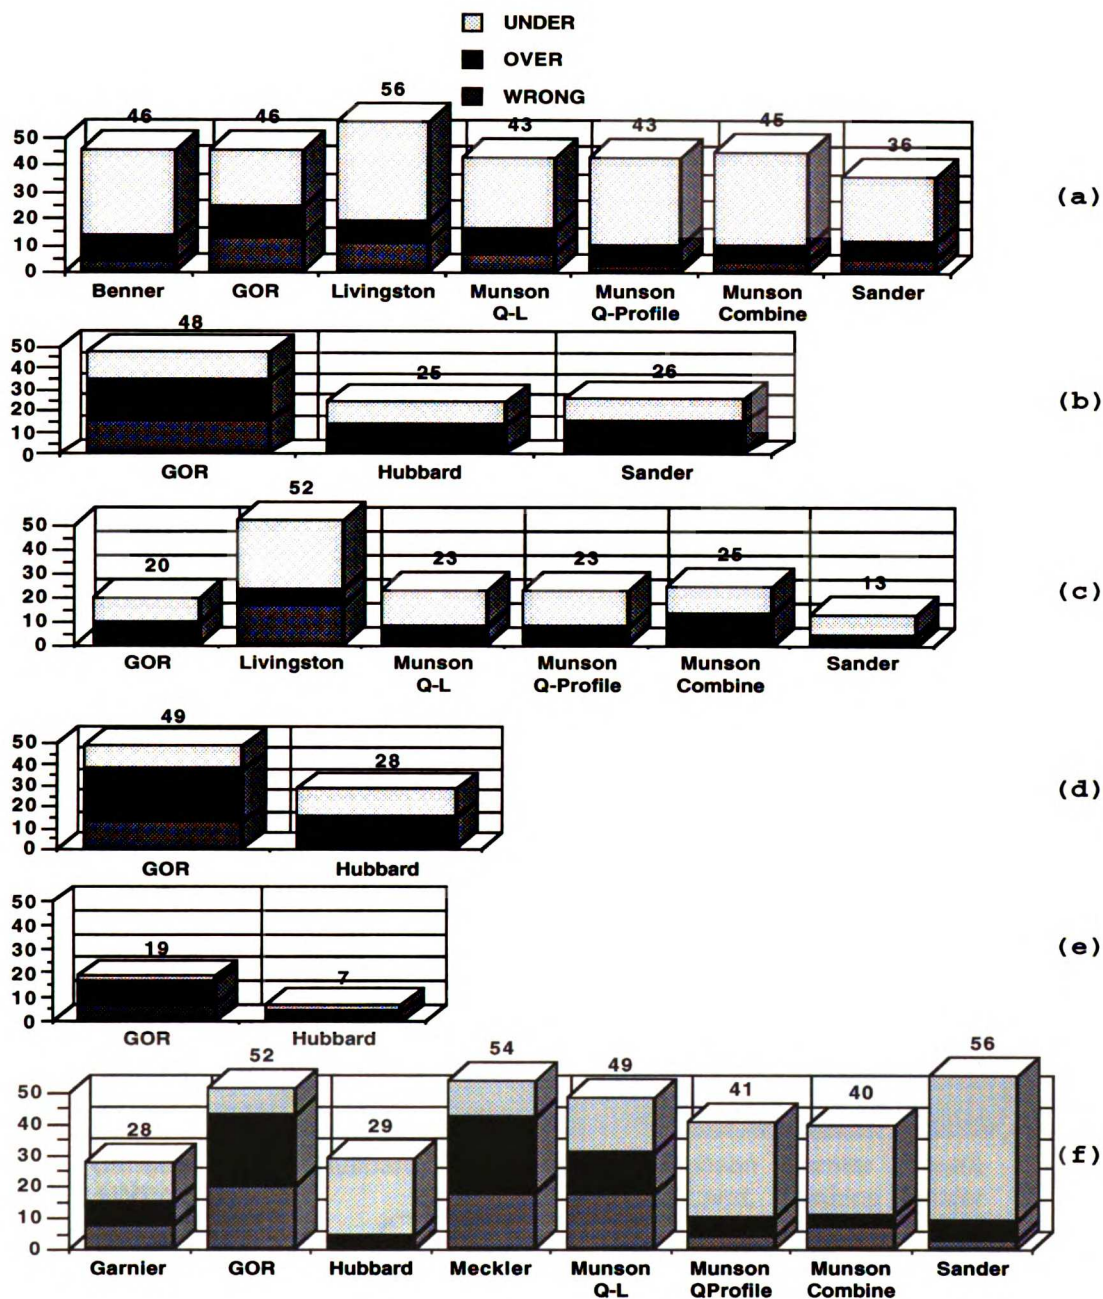 UNDER
OVER
WRONG
46 46 56 43 43 45 36
50
40
30
20
10
0
Benner GOR Livingston Munson Q-L Munson Q-Profile Munson Combine Sander
(a)
48 25 26
50
40
30
20
10
0
GOR Hubbard Sander
(b)
20 52 23 23 25 13
50
40
30
20
10
0
GOR Livingston Munson Q-L Munson Q-Profile Munson Combine Sander
(c)
49 28
50
40
30
20
10
0
GOR Hubbard
(d)
19 7
50
40
30
20
10
0
GOR Hubbard
(e)
28 52 29 54 49 41 40 56
50
40
30
20
10
0
Garnier GOR Hubbard Meckler Munson Q-L Munson QProfile Munson Combine Sander
(f)